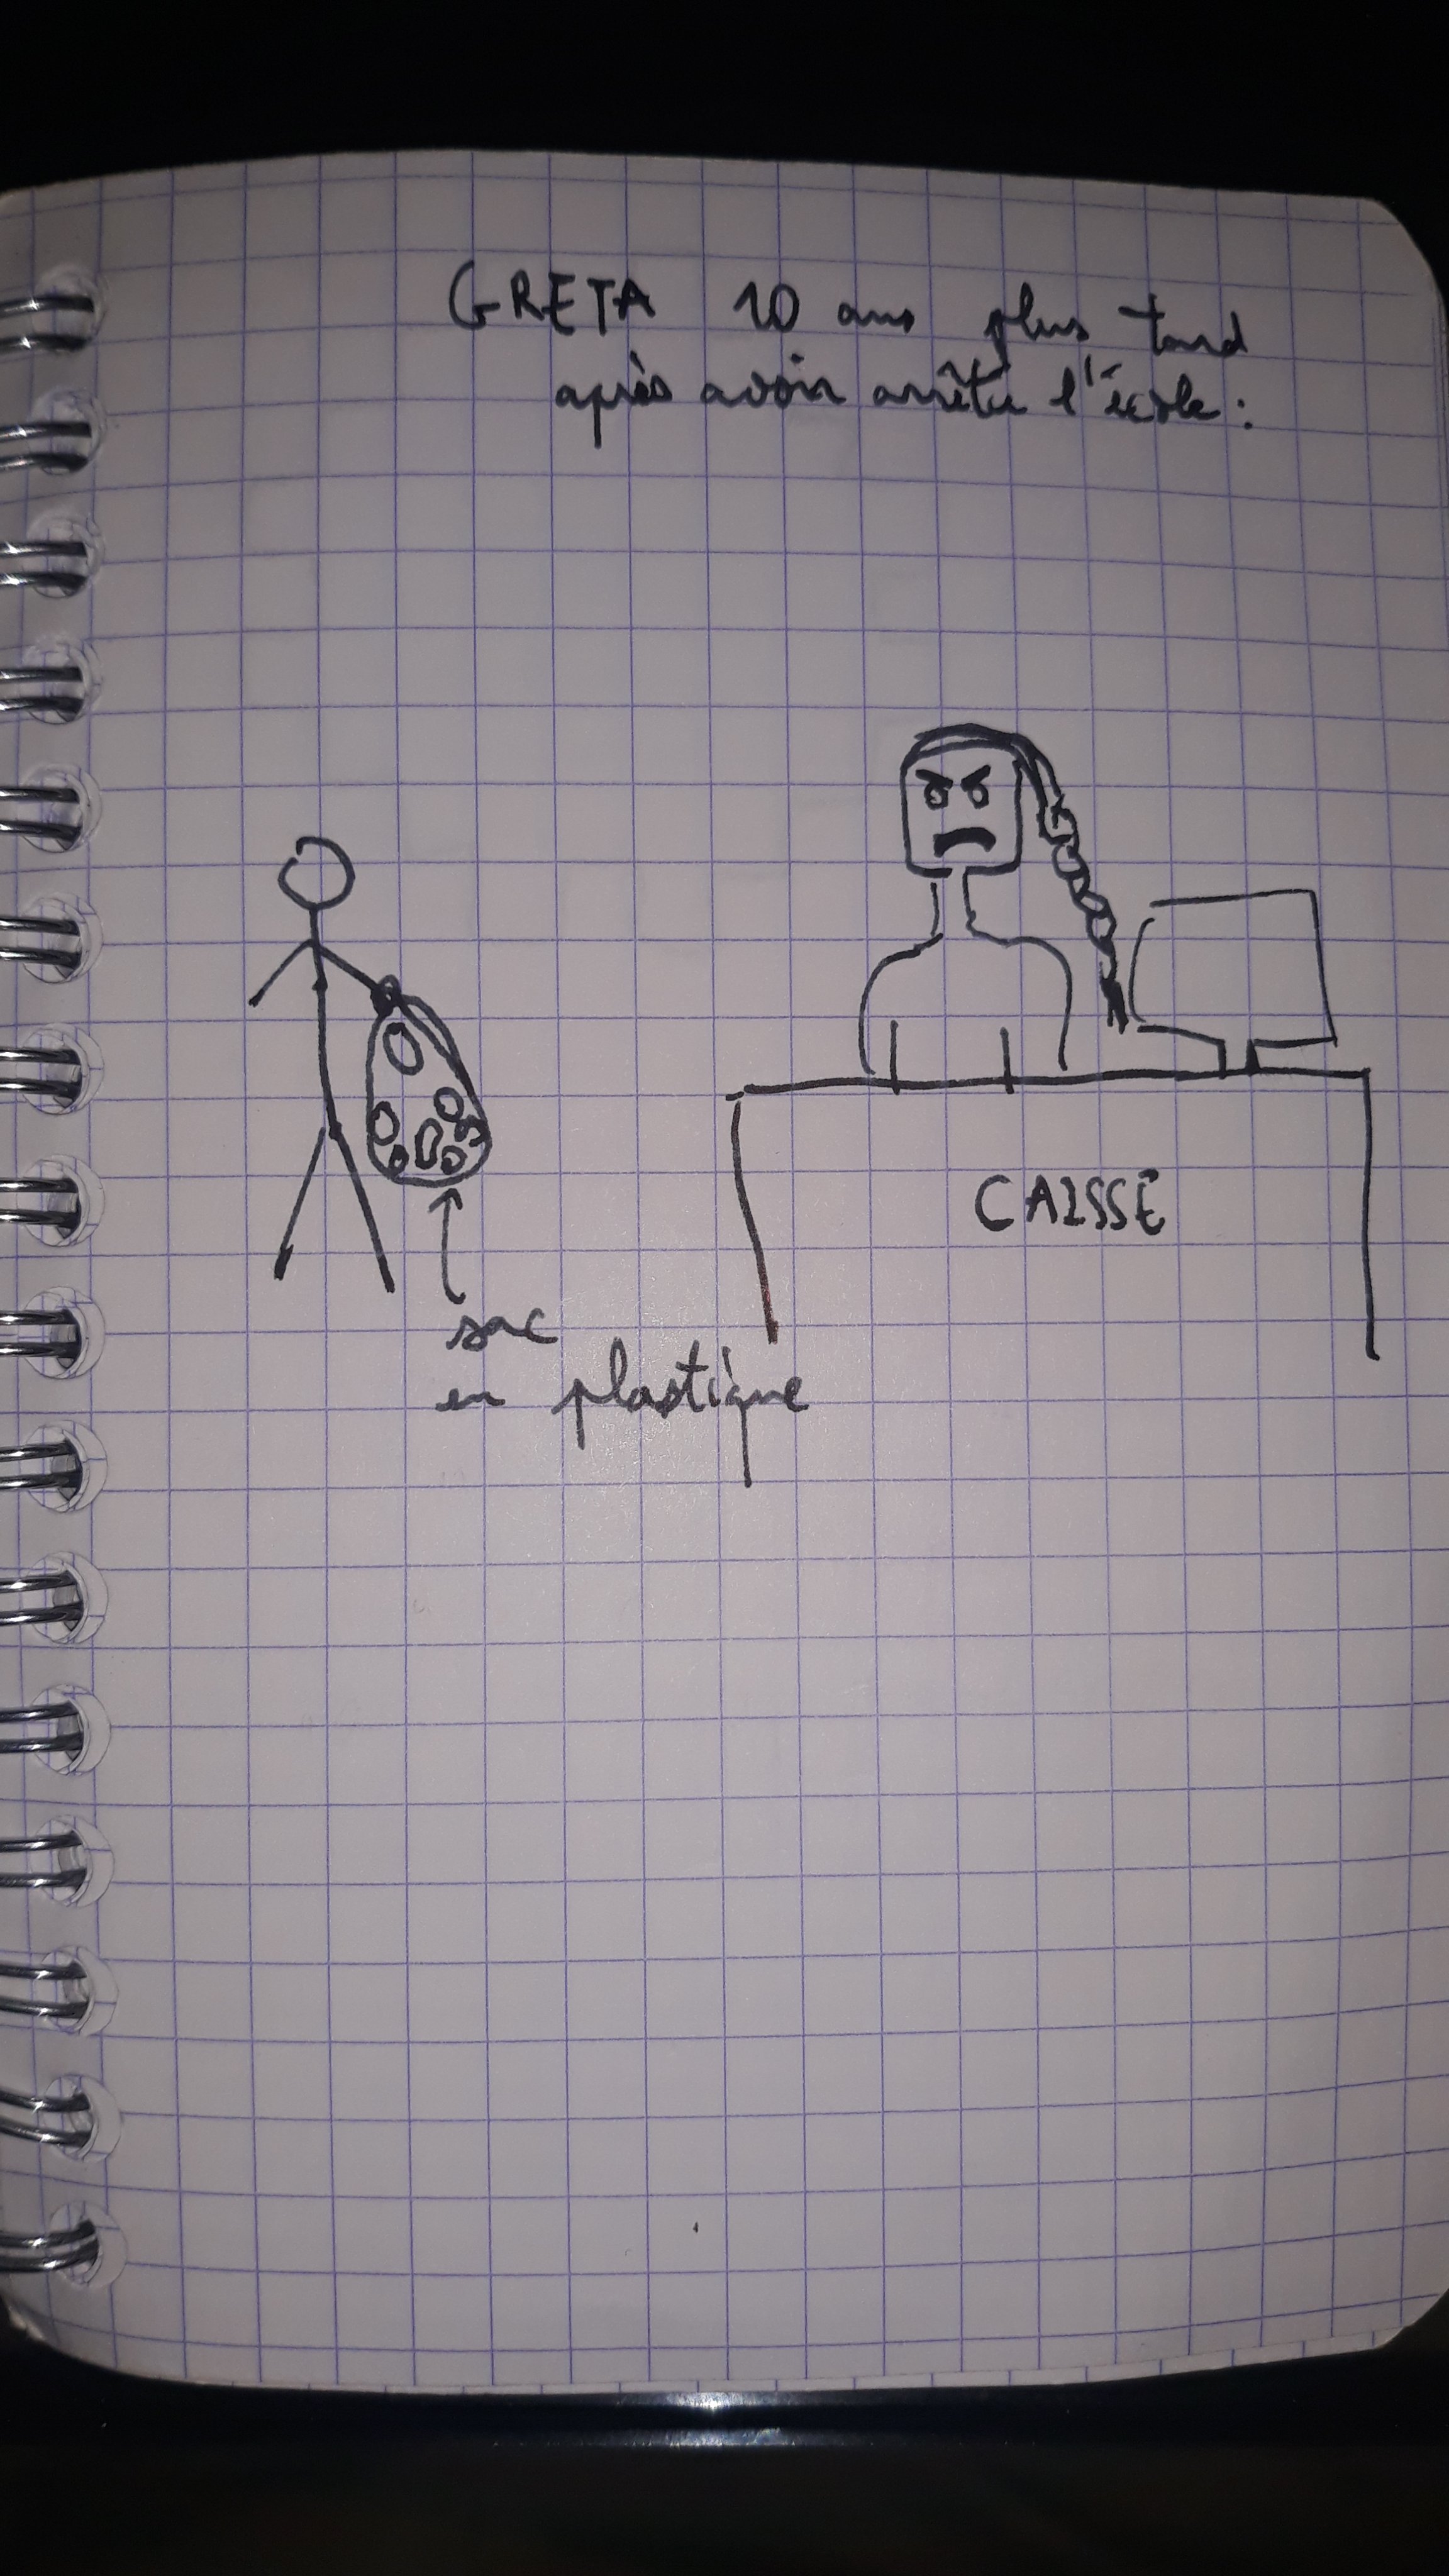 GRETA 10 ans plus tard
après avoir arrêté l'école :
CAISSE
sac
en plastique